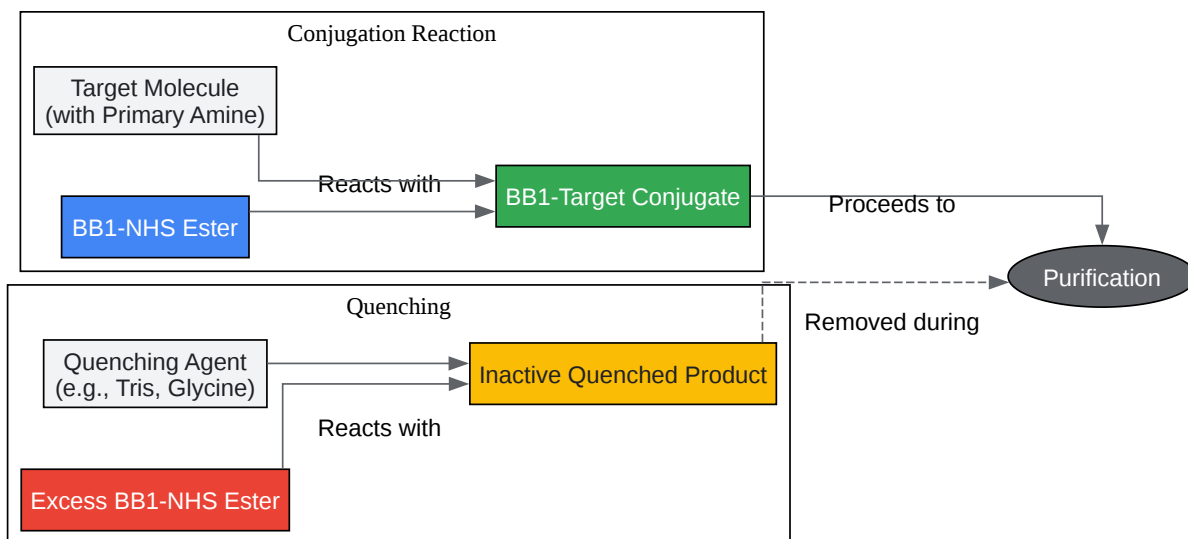 Conjugation Reaction
Target Molecule
(with Primary Amine)
Reacts with
BB1-NHS Ester
BB1-Target Conjugate
Proceeds to
Purification
Quenching
Quenching Agent
(e.g., Tris, Glycine)
Reacts with
Excess BB1-NHS Ester
Inactive Quenched Product
Removed during